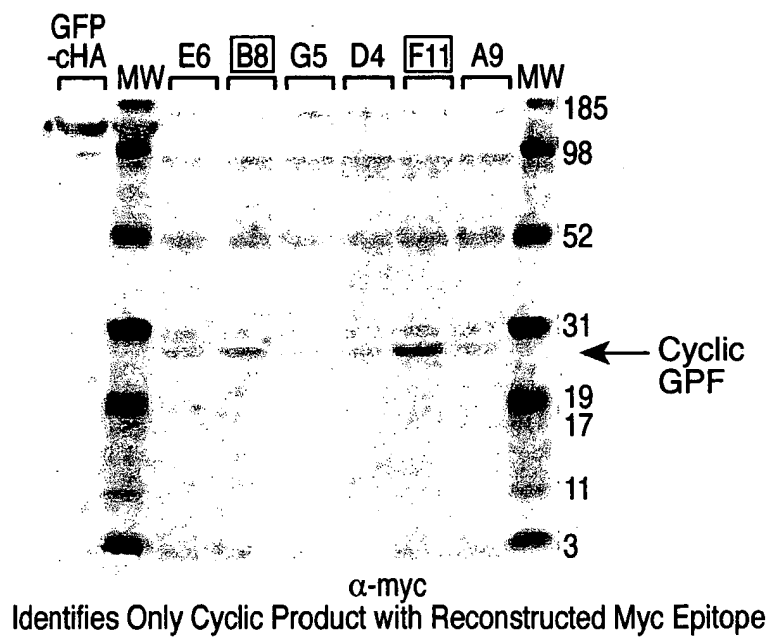 GFP
-cHA MW E6 B8 G5 D4 F11 A9 MW
185
98
52
31
Cyclic
GPF
19
17
11
3
α-myc
Identifies Only Cyclic Product with Reconstructed Myc Epitope